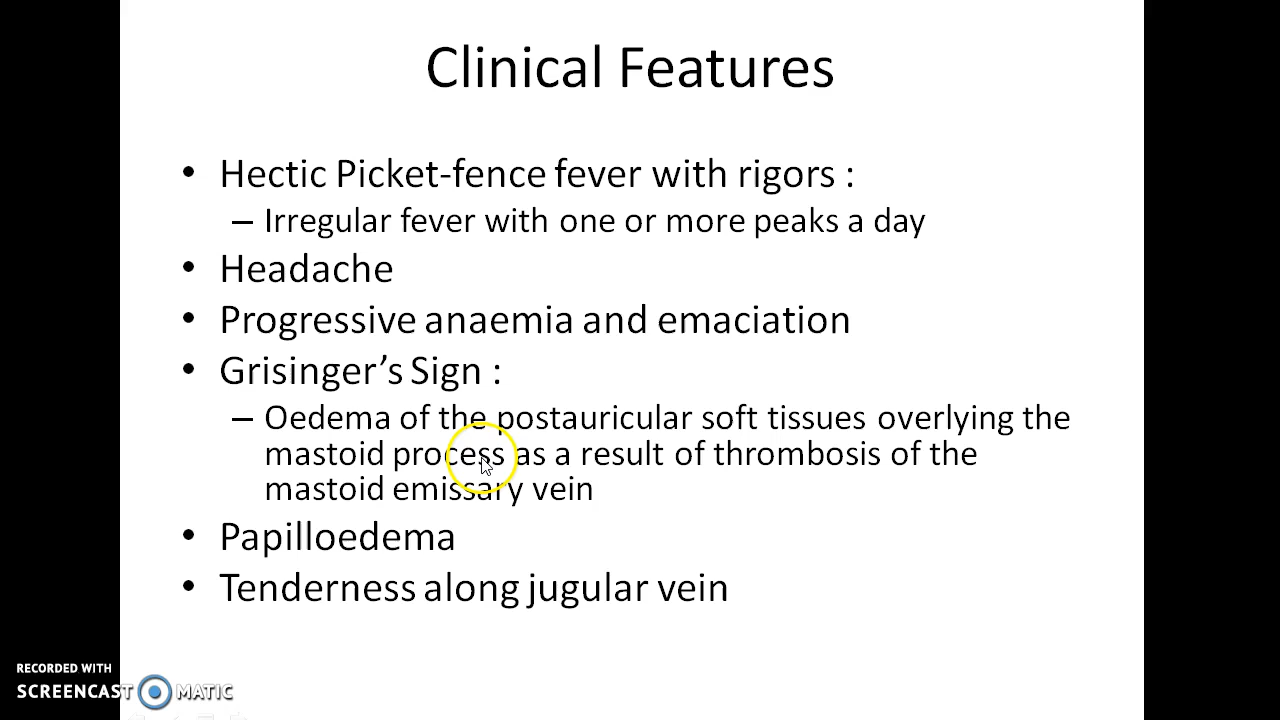 Clinical Features
• Hectic Picket-fence fever with rigors :
– Irregular fever with one or more peaks a day
• Headache
• Progressive anaemia and emaciation
• Grisinger’s Sign :
– Oedema of the postauricular soft tissues overlying the
mastoid process as a result of thrombosis of the
mastoid emissary vein
• Papilloedema
• Tenderness along jugular vein
RECORDED WITH
SCREENCAST MATIC